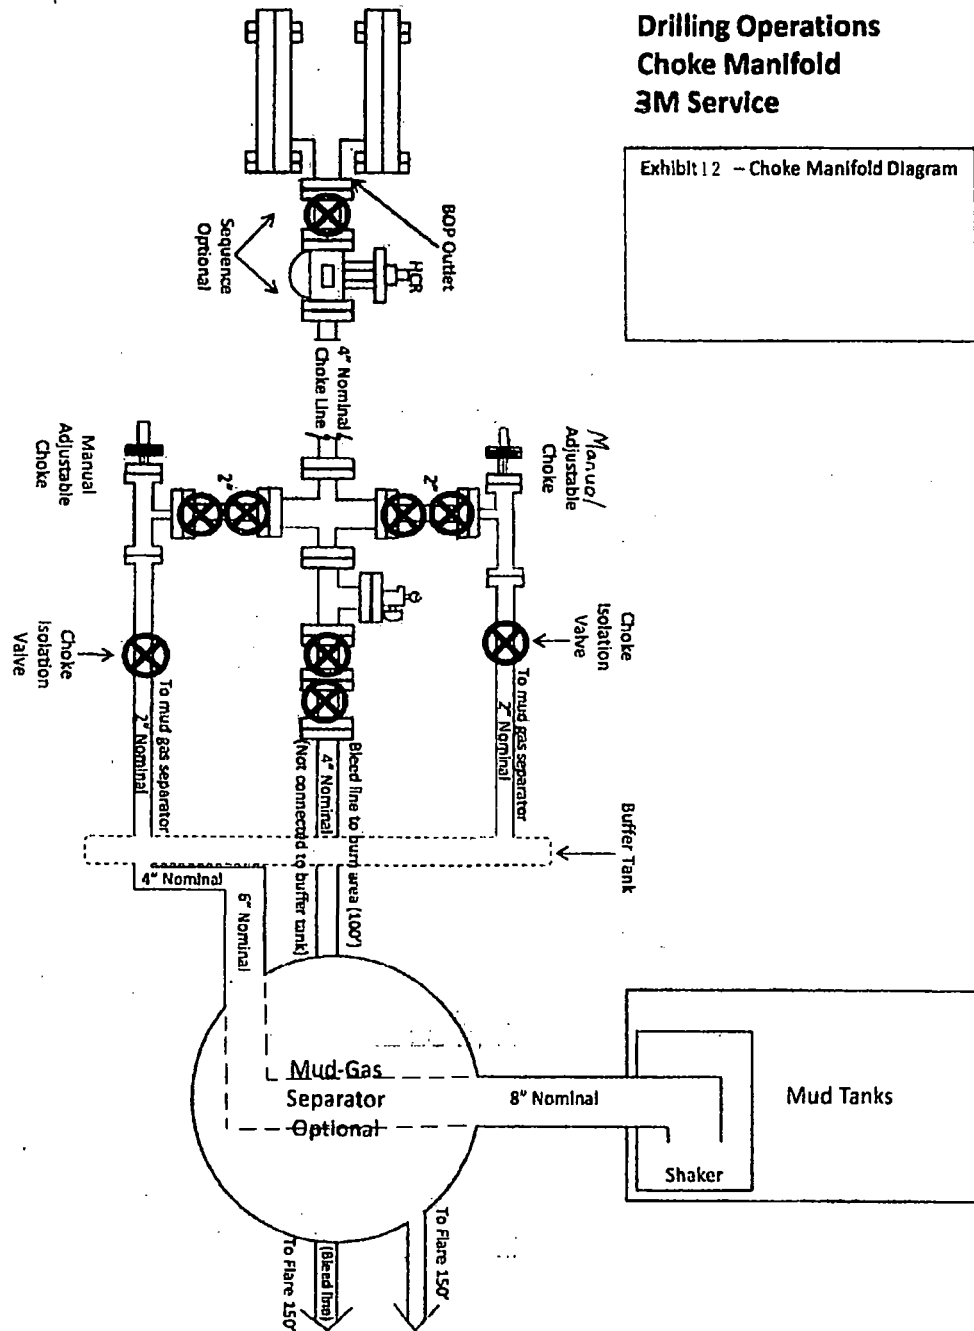 Drilling Operations
Choke Manifold
3M Service
Exhibit 12 – Choke Manifold Diagram
BOP Outlet
HCR
Sequence
Optional
4" Nominal
Choke Line
Manual
Adjustable
Choke
2"
2"
Manual
Adjustable
Choke
Choke
Isolation
Valve
Choke
Isolation
Valve
To mud gas separator
2" Nominal
Bleed line to burn area (100')
4" Nominal
(Not connected to buffer tank)
To mud gas separator
2" Nominal
Buffer Tank
4" Nominal
6" Nominal
Mud-Gas
Separator
Optional
8" Nominal
Mud Tanks
Shaker
To Flare 150'
(Bleed line)
To Flare 150'